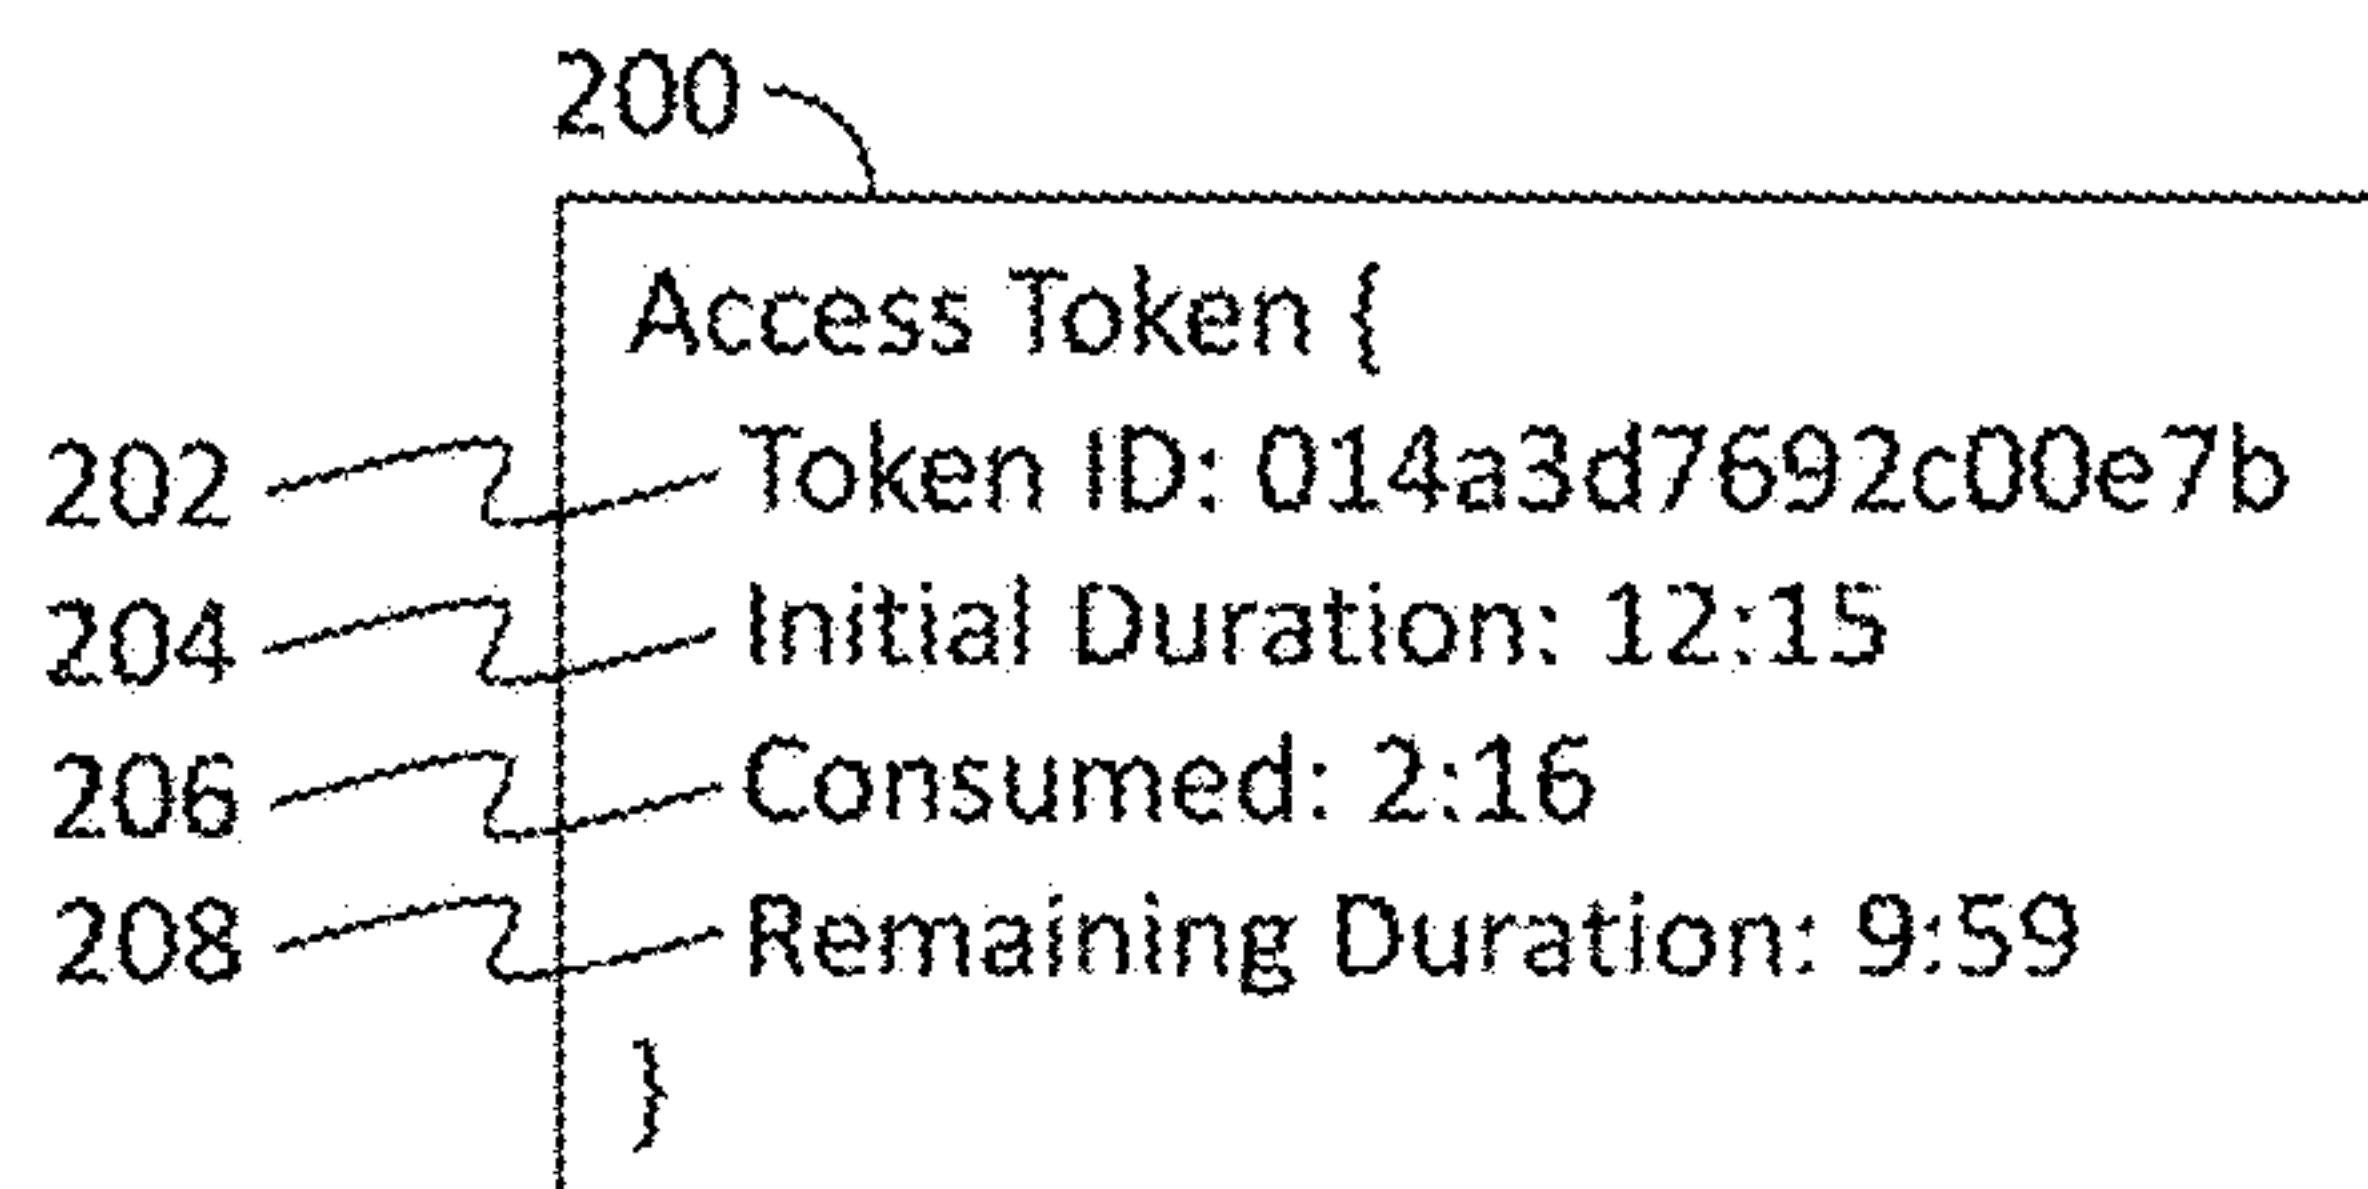 200
Access Token {
202 Token ID: 014a3d7692c00e7b
204 Initial Duration: 12:15
206 Consumed: 2:16
208 Remaining Duration: 9:59
}